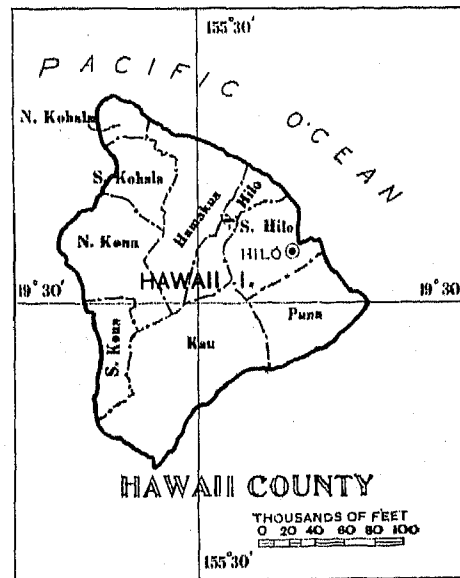 155°30'
PACIFIC OCEAN
N. Kohala
S. Kohala
Hamakua
N. Hilo
S. Hilo
N. Kona
HILO
HAWAII I.
19°30'
19°30'
Puna
S. Kona
Kau
HAWAII COUNTY
THOUSANDS OF FEET
0 20 40 60 80 100
155°30'